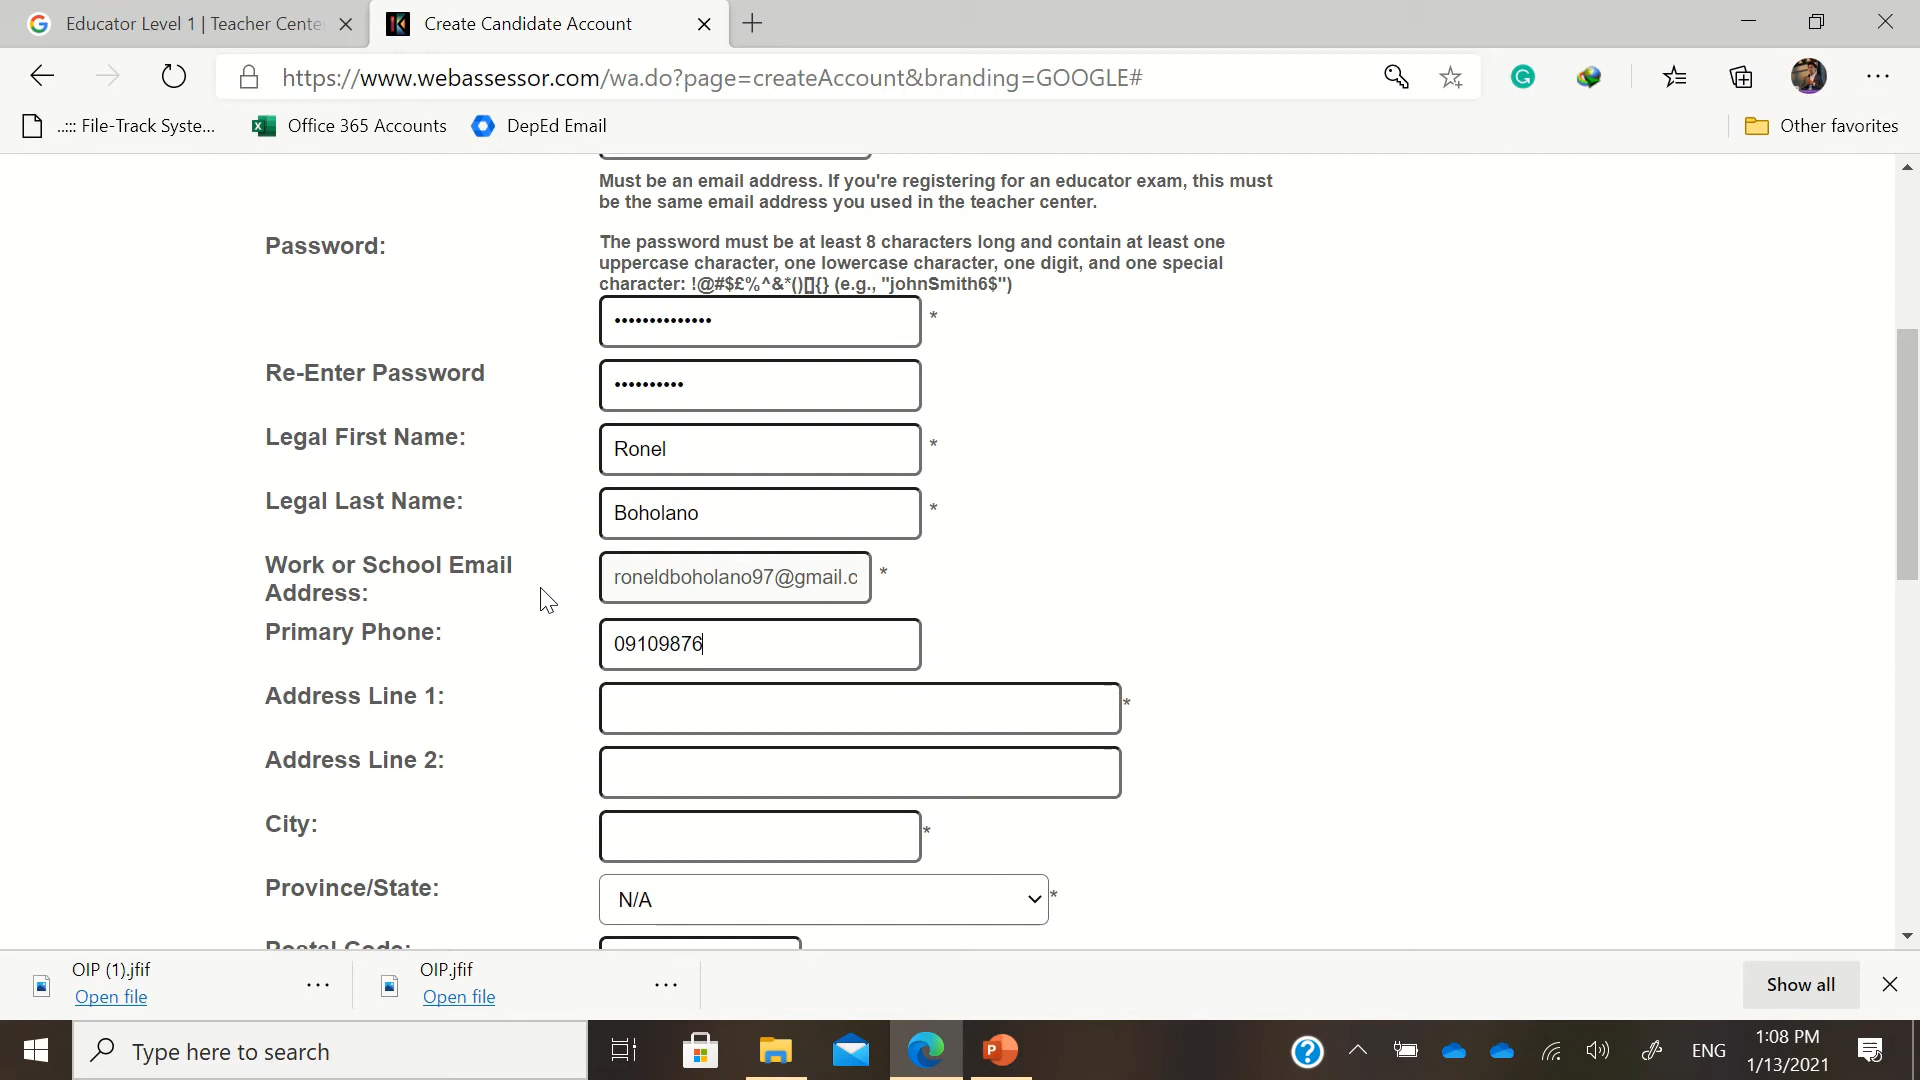 Educator Level 1 | Teacher Cente
Create Candidate Account
https://www.webassessor.com/wa.do?page=createAccount&branding=GOOGLE#
..::: File-Track Syste...
Office 365 Accounts
DepEd Email
Other favorites
Must be an email address. If you're registering for an educator exam, this must
be the same email address you used in the teacher center.
Password:
The password must be at least 8 characters long and contain at least one
uppercase character, one lowercase character, one digit, and one special
character: !@#$£%^&*()[]{} (e.g., "johnSmith6$")
•••••••••••••• *
Re-Enter Password
••••••••••
Legal First Name:
Ronel *
Legal Last Name:
Boholano *
Work or School Email
Address:
roneldboholano97@gmail.c *
Primary Phone:
09109876
Address Line 1:
*
Address Line 2:
City:
*
Province/State:
N/A *
Postal Code:
OIP (1).jfif
Open file
OIP.jfif
Open file
Show all
Type here to search
ENG
1:08 PM
1/13/2021